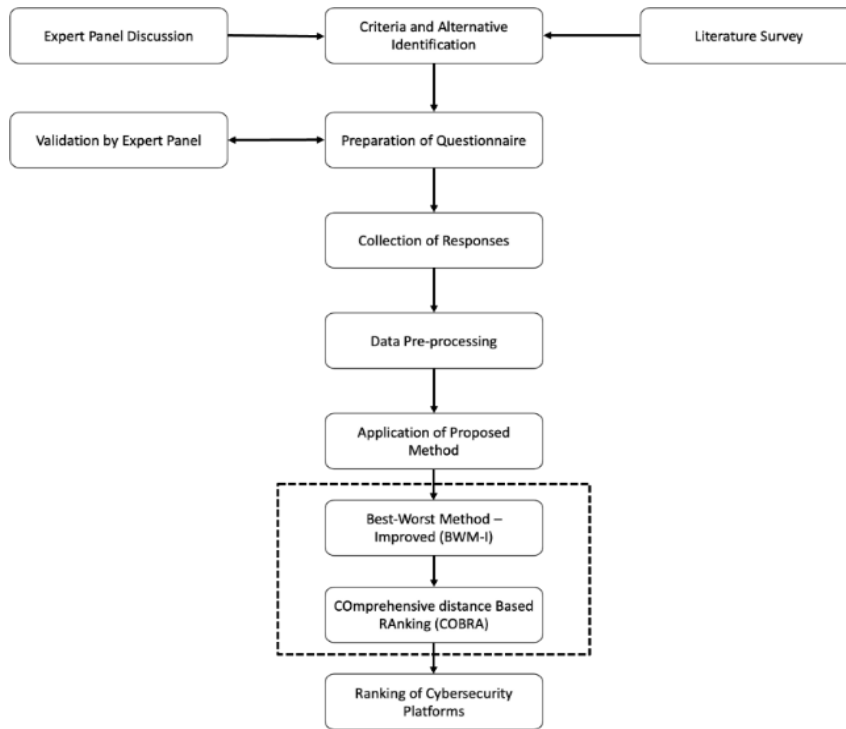 Expert Panel Discussion
Criteria and Alternative
Identification
Literature Survey
Validation by Expert Panel
Preparation of Questionnaire
Collection of Responses
Data Pre-processing
Application of Proposed
Method
Best-Worst Method –
Improved (BWM-I)
COmprehensive distance Based
RAnking (COBRA)
Ranking of Cybersecurity
Platforms